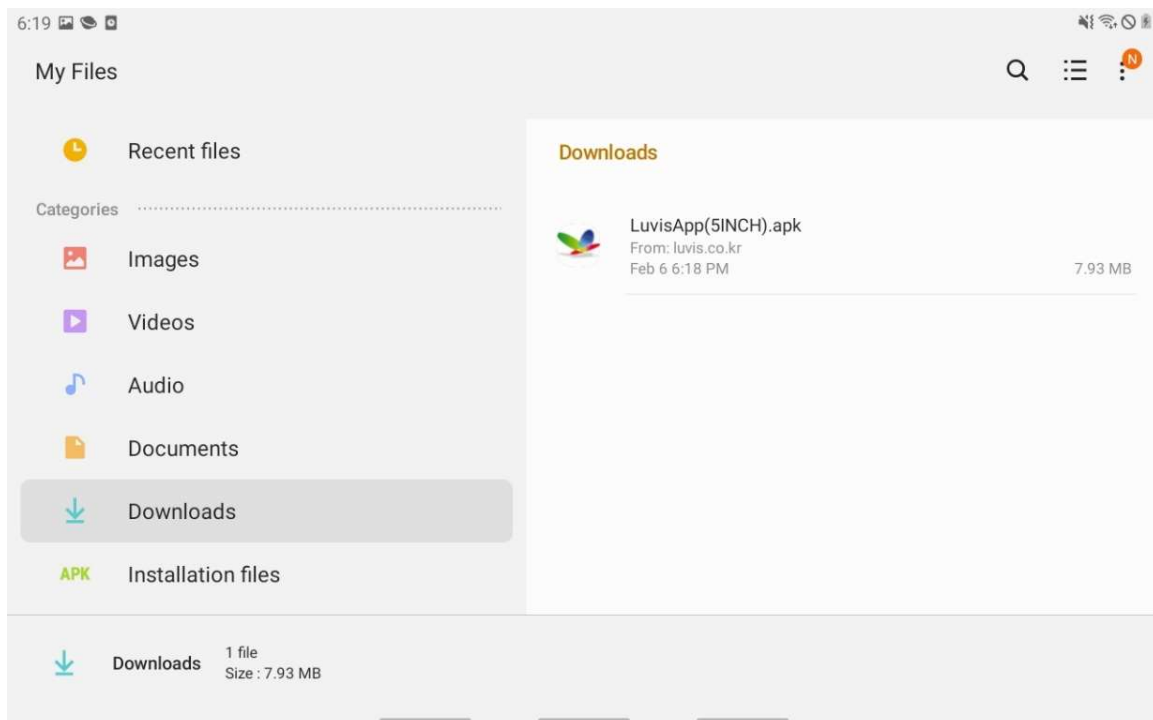 6:19
My Files
N
Recent files
Categories
Images
Videos
Audio
Documents
Downloads
APK Installation files
Downloads
LuvisApp(5INCH).apk
From: luvis.co.kr
Feb 6 6:18 PM
7.93 MB
Downloads
1 file
Size : 7.93 MB